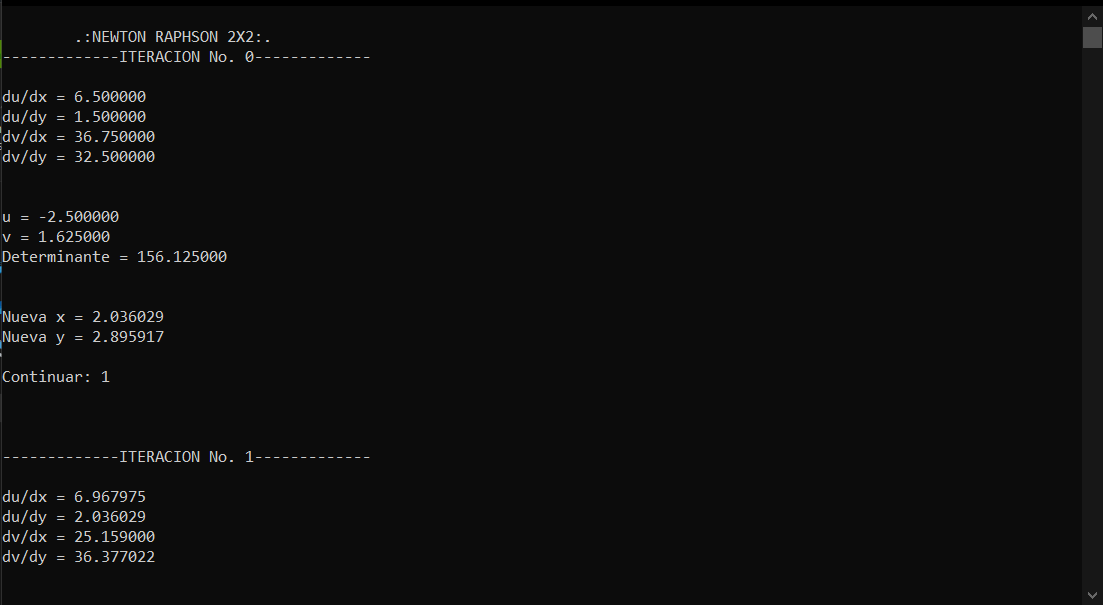 .:NEWTON RAPHSON 2X2:.
-------------ITERACION No. 0-------------
du/dx = 6.500000
du/dy = 1.500000
dv/dx = 36.750000
dv/dy = 32.500000
u = -2.500000
v = 1.625000
Determinante = 156.125000
Nueva x = 2.036029
Nueva y = 2.895917
Continuar: 1
-------------ITERACION No. 1-------------
du/dx = 6.967975
du/dy = 2.036029
dv/dx = 25.159000
dv/dy = 36.377022